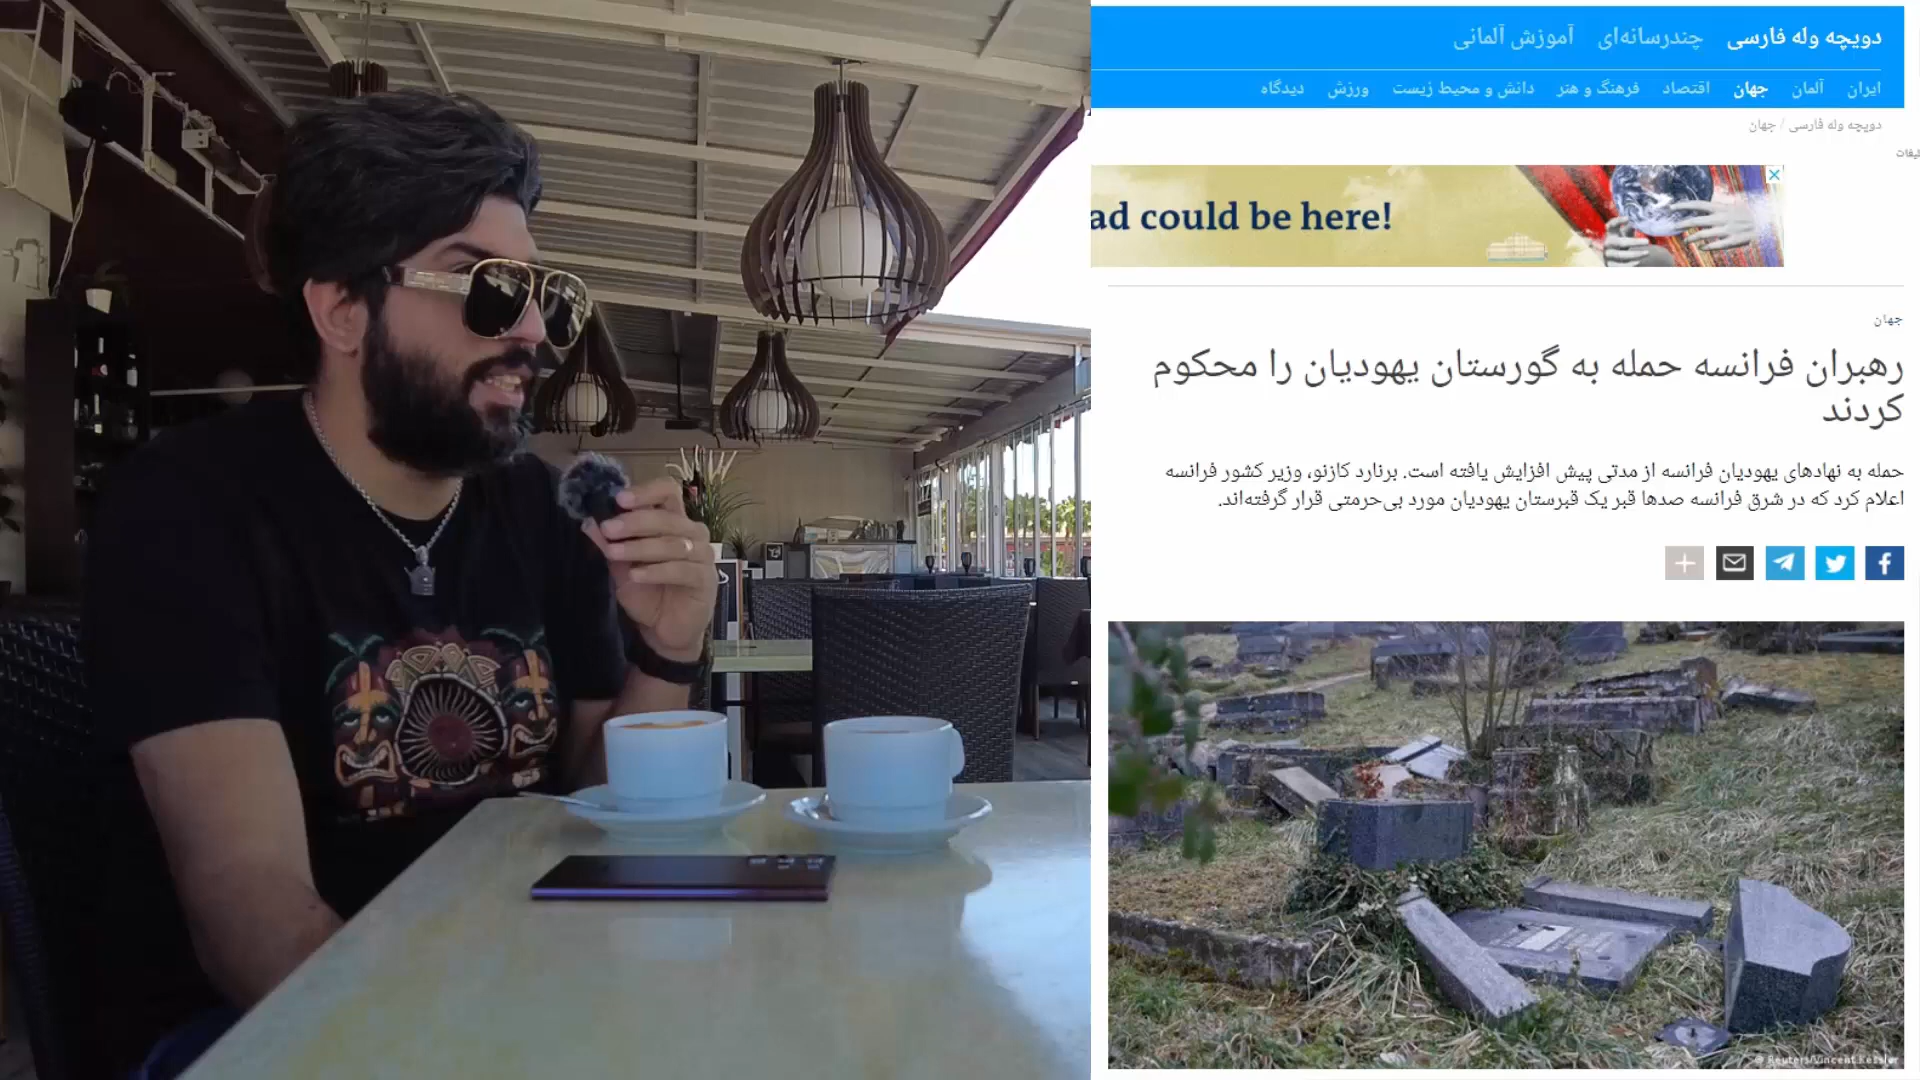 دویچه وله فارسی چندرسانه‌ای آموزش آلمانی
ایران آلمان جهان اقتصاد فرهنگ و هنر دانش و محیط زیست ورزش دیدگاه
دویچه وله فارسی / جهان
ad could be here!
جهان
رهبران فرانسه حمله به گورستان یهودیان را محکوم
کردند
حمله به نهادهای یهودیان فرانسه از مدتی پیش افزایش یافته است. برنارد کازنو، وزیر کشور فرانسه
اعلام کرد که در شرق فرانسه صدها قبر یک قبرستان یهودیان مورد بی‌حرمتی قرار گرفته‌اند.
© Reuters/Vincent Kessler